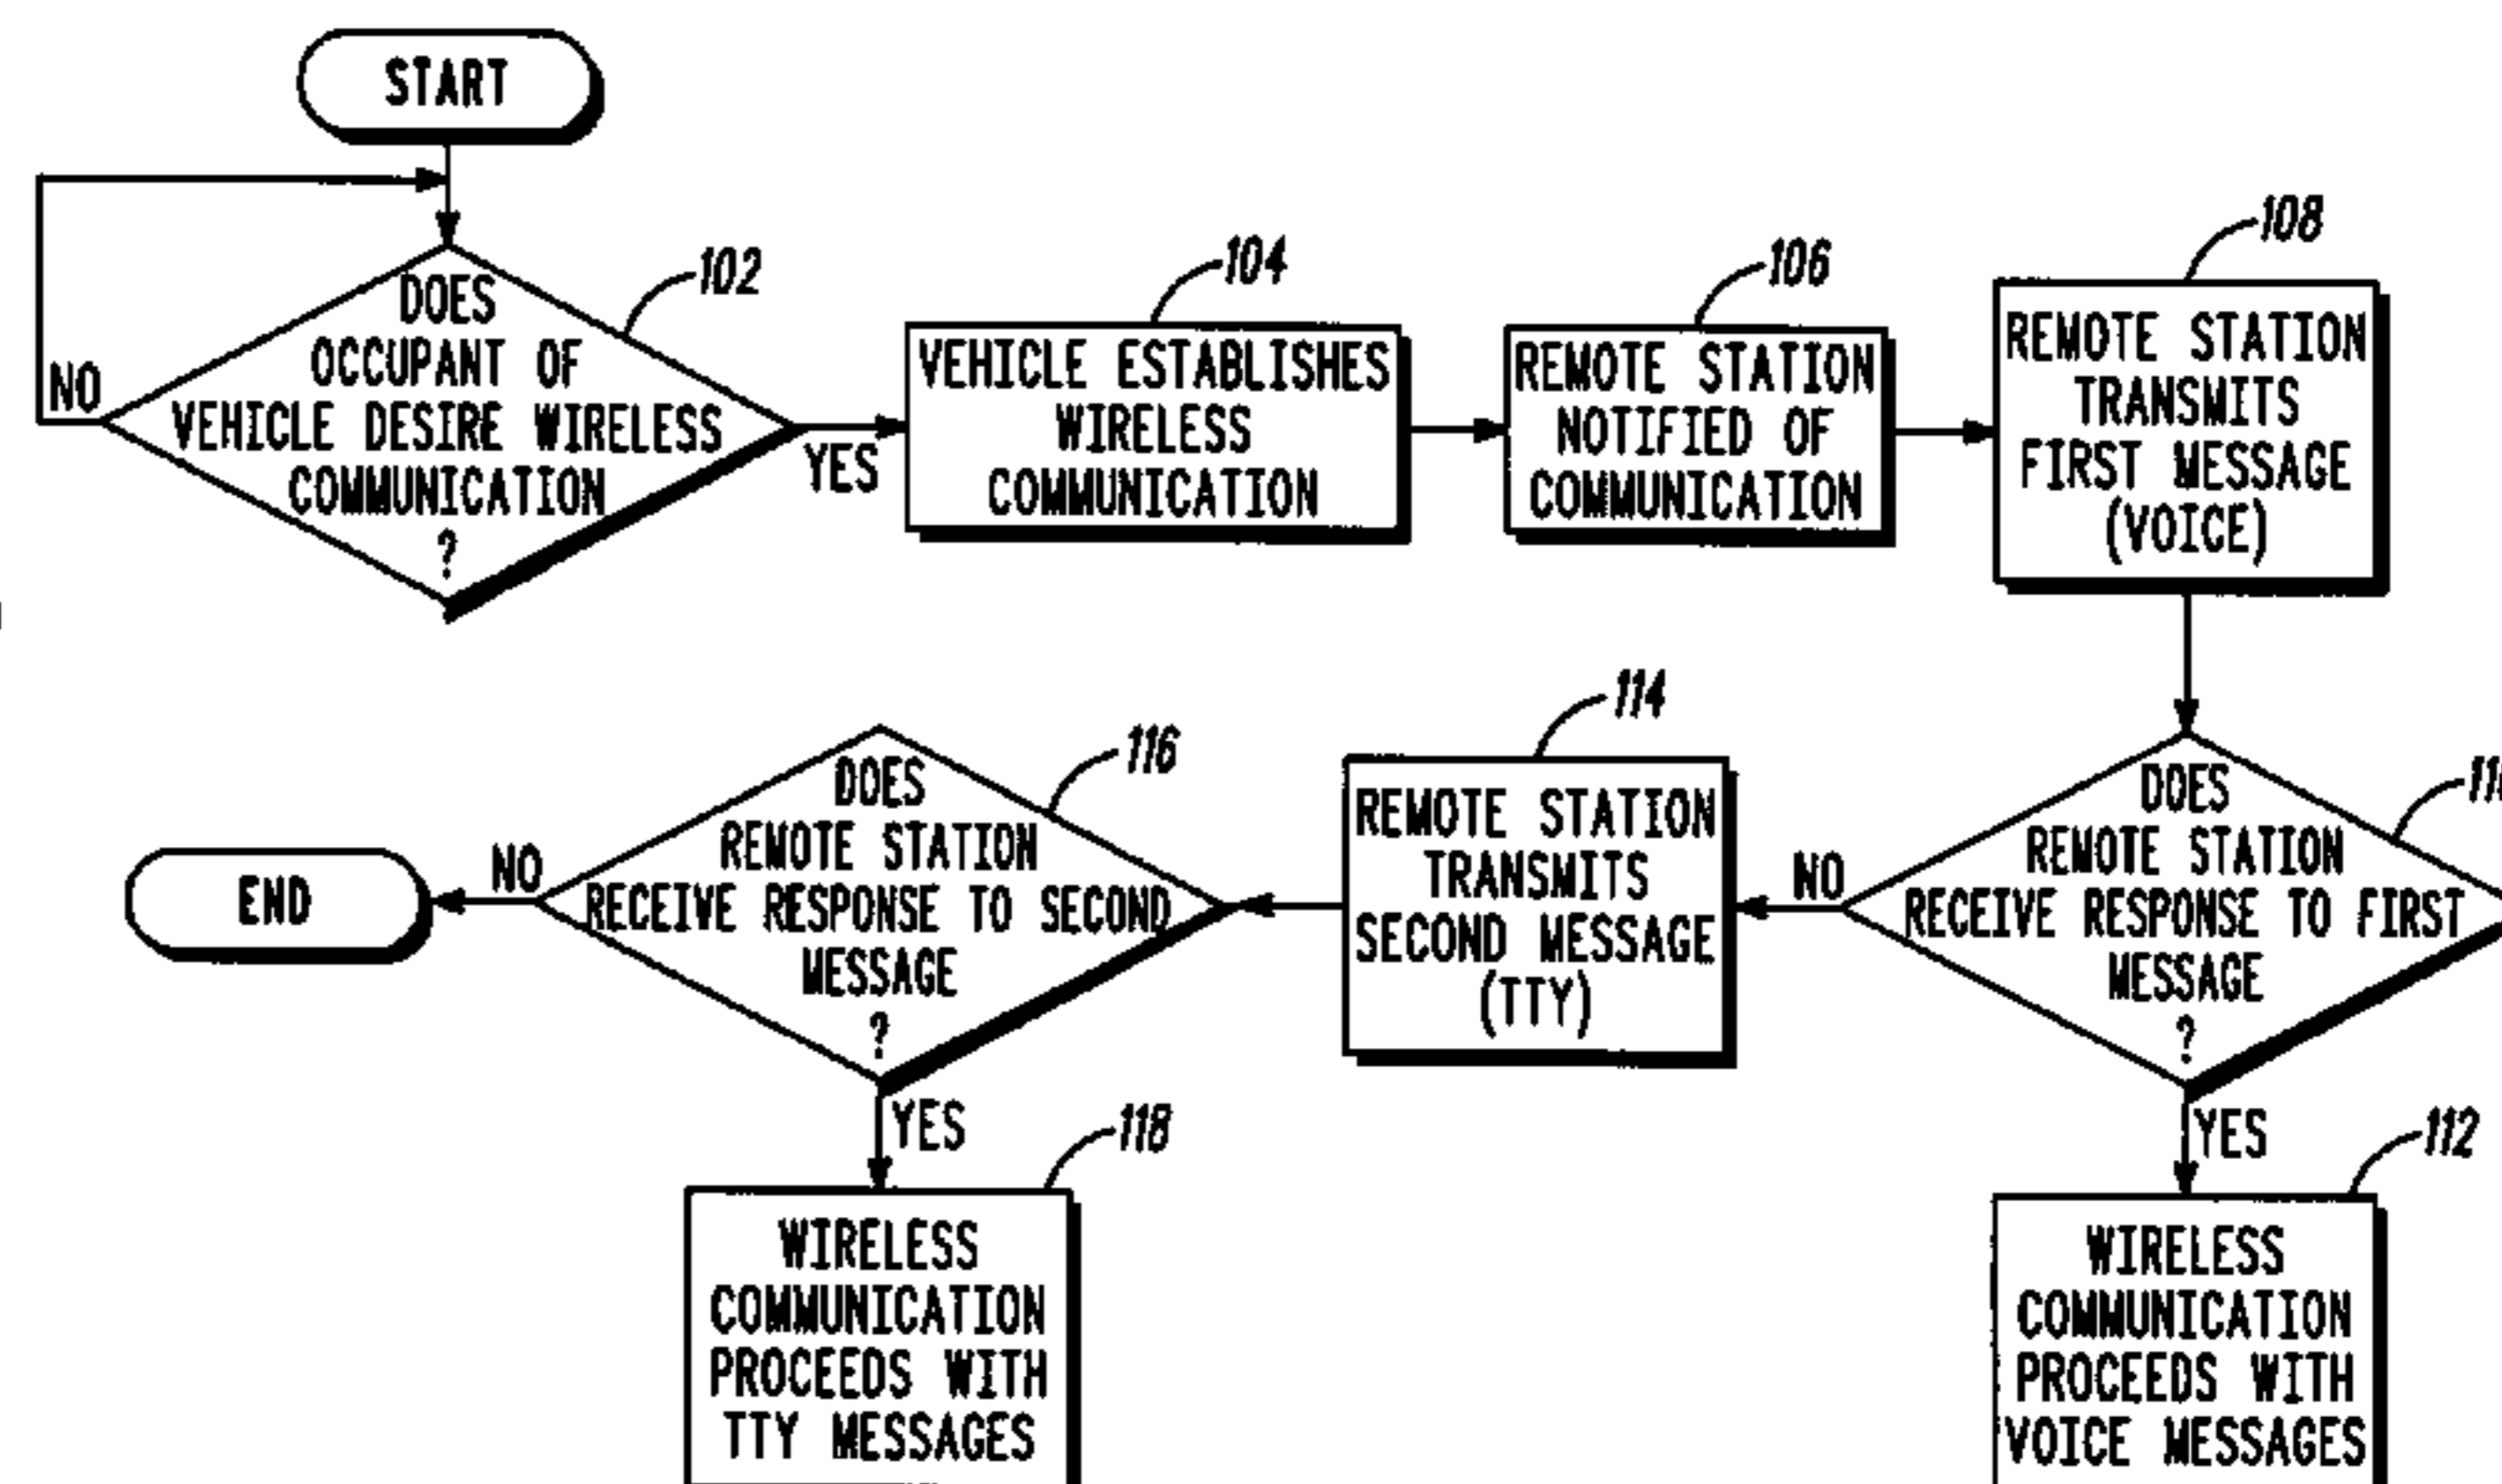 START
102
DOES
OCCUPANT OF
VEHICLE DESIRE WIRELESS
COMMUNICATION
?
NO
YES
104
VEHICLE ESTABLISHES
WIRELESS
COMMUNICATION
106
REMOTE STATION
NOTIFIED OF
COMMUNICATION
108
REMOTE STATION
TRANSMITS
FIRST MESSAGE
(VOICE)
DOES
REMOTE STATION
RECEIVE RESPONSE TO FIRST
MESSAGE
?
NO
YES
112
WIRELESS
COMMUNICATION
PROCEEDS WITH
VOICE MESSAGES
114
REMOTE STATION
TRANSMITS
SECOND MESSAGE
(TTY)
116
DOES
REMOTE STATION
RECEIVE RESPONSE TO SECOND
MESSAGE
?
NO
END
YES
118
WIRELESS
COMMUNICATION
PROCEEDS WITH
TTY MESSAGES